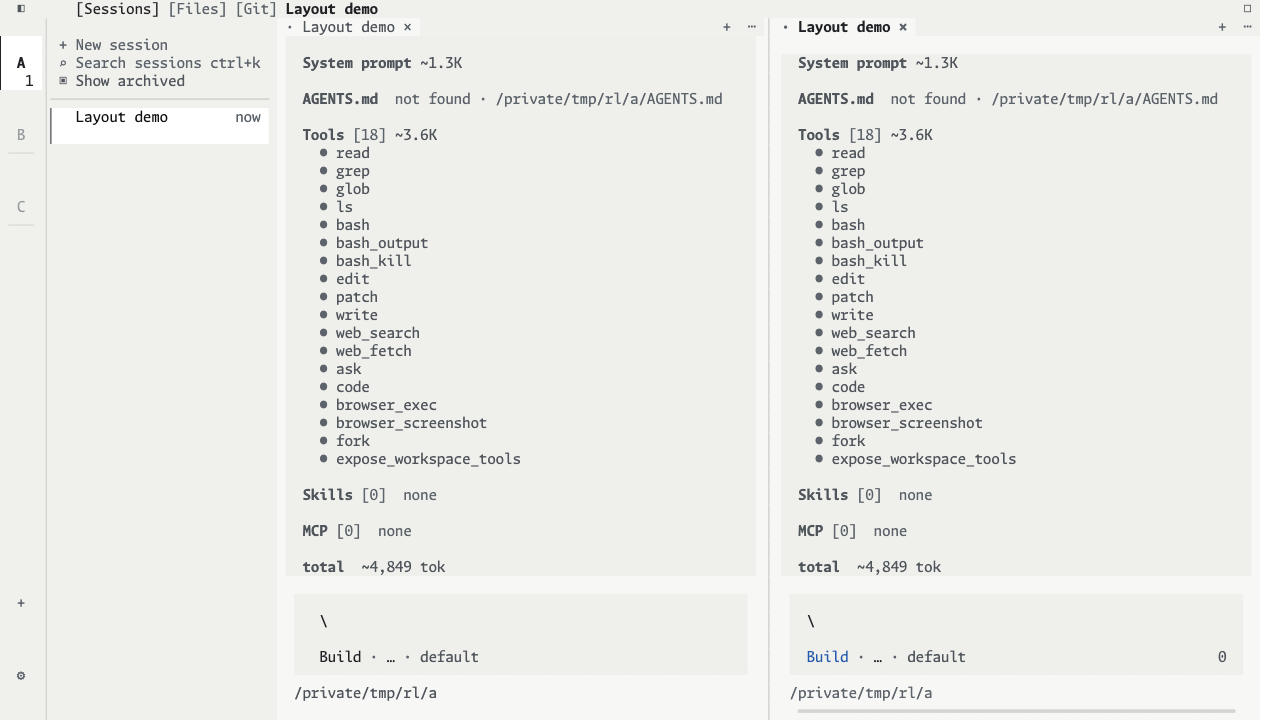 [Sessions] [Files] [Git] Layout demo
A
1
B
C
+
+ New session
Search sessions ctrl+k
Show archived
Layout demo now
· Layout demo × + ⋯
System prompt ~1.3K
AGENTS.md not found · /private/tmp/rl/a/AGENTS.md
Tools [18] ~3.6K
● read
● grep
● glob
● ls
● bash
● bash_output
● bash_kill
● edit
● patch
● write
● web_search
● web_fetch
● ask
● code
● browser_exec
● browser_screenshot
● fork
● expose_workspace_tools
Skills [0] none
MCP [0] none
total ~4,849 tok
\
Build · … · default
/private/tmp/rl/a
· Layout demo × + ⋯
System prompt ~1.3K
AGENTS.md not found · /private/tmp/rl/a/AGENTS.md
Tools [18] ~3.6K
● read
● grep
● glob
● ls
● bash
● bash_output
● bash_kill
● edit
● patch
● write
● web_search
● web_fetch
● ask
● code
● browser_exec
● browser_screenshot
● fork
● expose_workspace_tools
Skills [0] none
MCP [0] none
total ~4,849 tok
\
Build · … · default 0
/private/tmp/rl/a